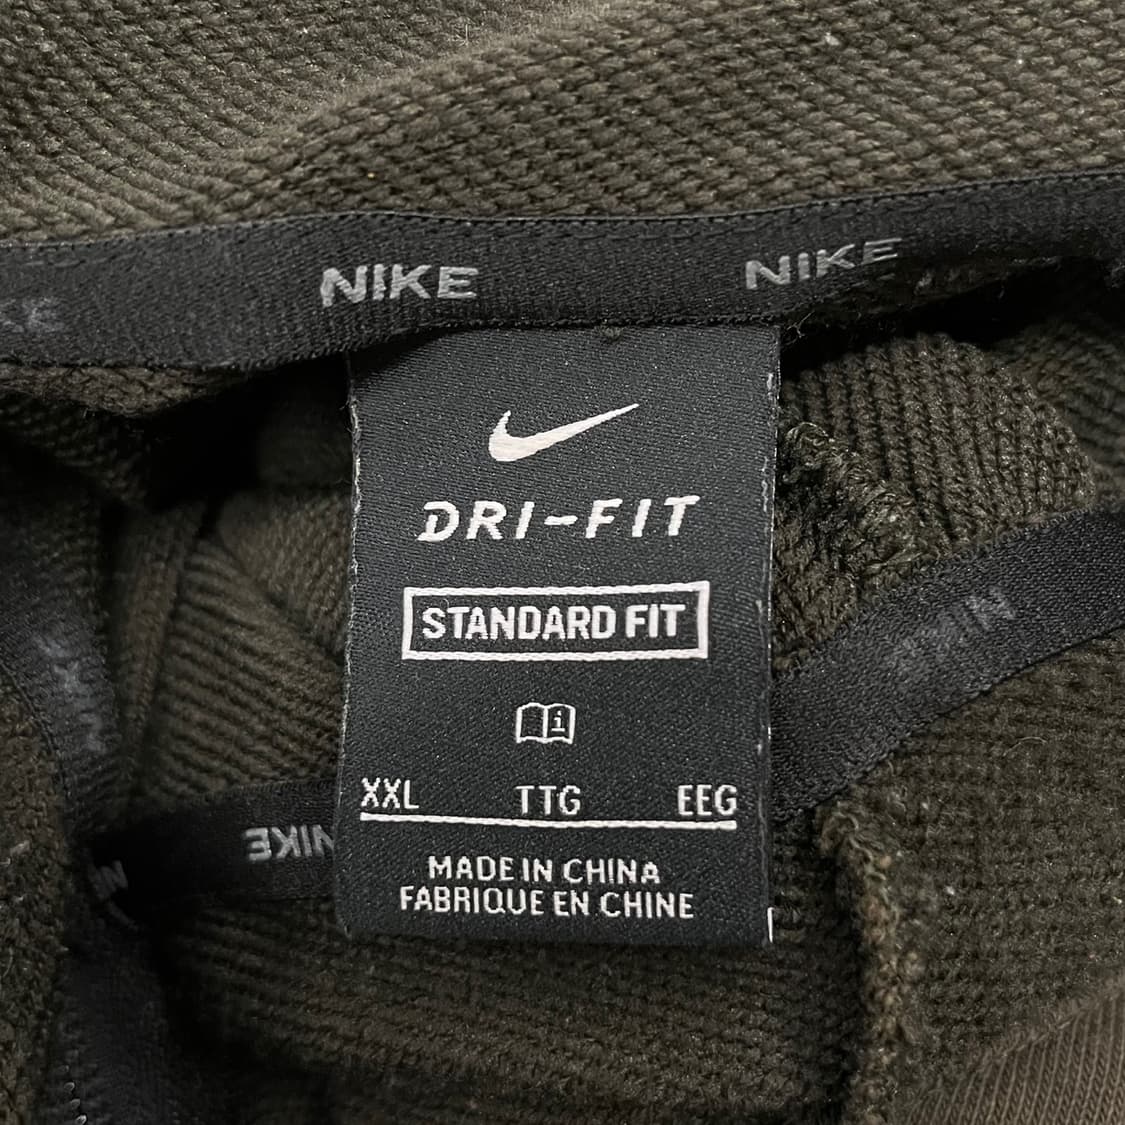 NIKE NIKE
DRI-FIT
STANDARD FIT
i
XXL TTG EEG
NIKE
MADE IN CHINA
FABRIQUE EN CHINE